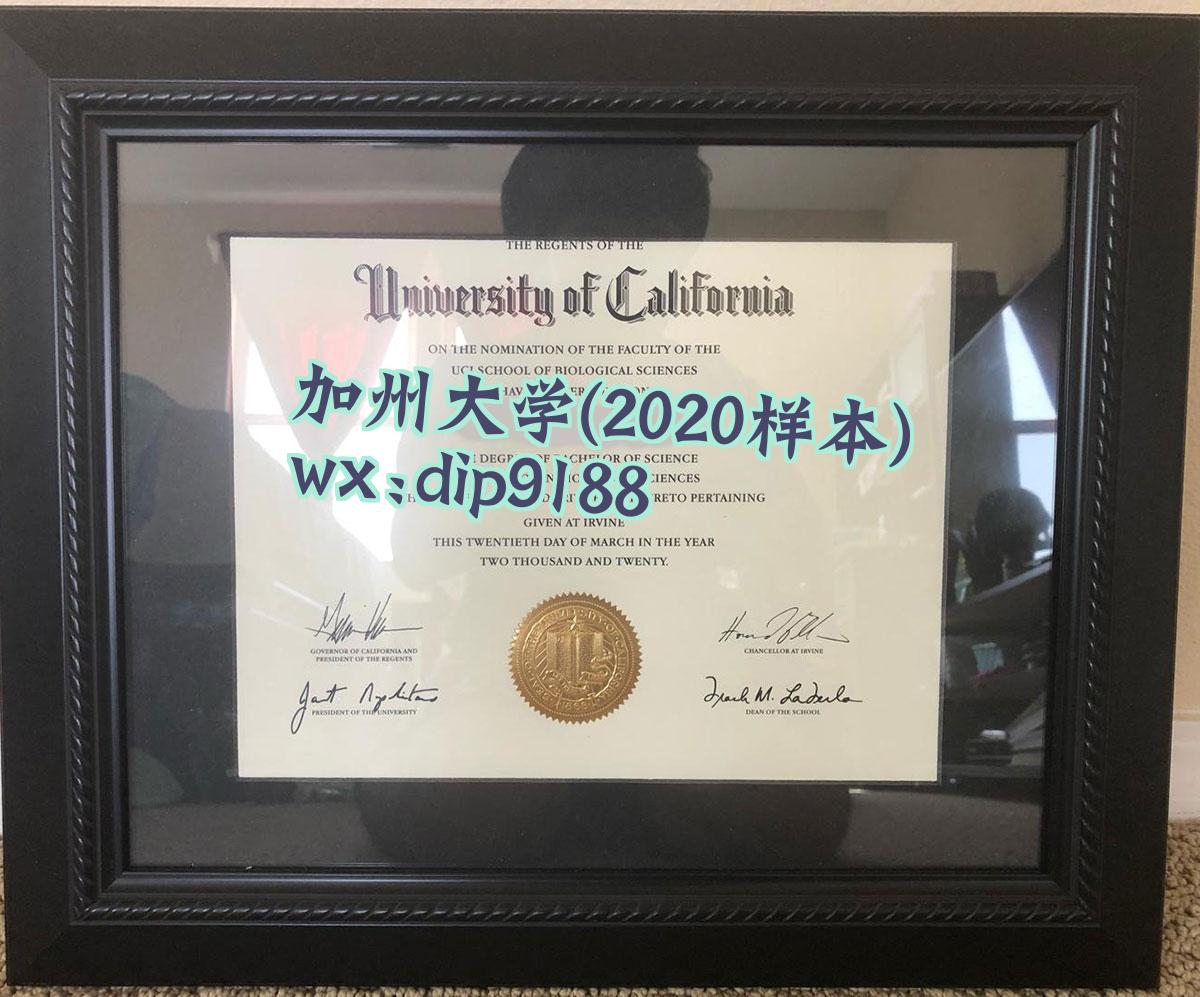 THE REGENTS OF THE
University of California
ON THE NOMINATION OF THE FACULTY OF THE
UCI SCHOOL OF BIOLOGICAL SCIENCES
加州大学(2020样本)
DEGREE OF BACHELOR OF SCIENCE
wx:dip9188
PERTAINING
GIVEN AT IRVINE
THIS TWENTIETH DAY OF MARCH IN THE YEAR
TWO THOUSAND AND TWENTY.
GOVERNOR OF CALIFORNIA AND
PRESIDENT OF THE REGENTS
CHANCELLOR AT IRVINE
PRESIDENT OF THE UNIVERSITY
DEAN OF THE SCHOOL